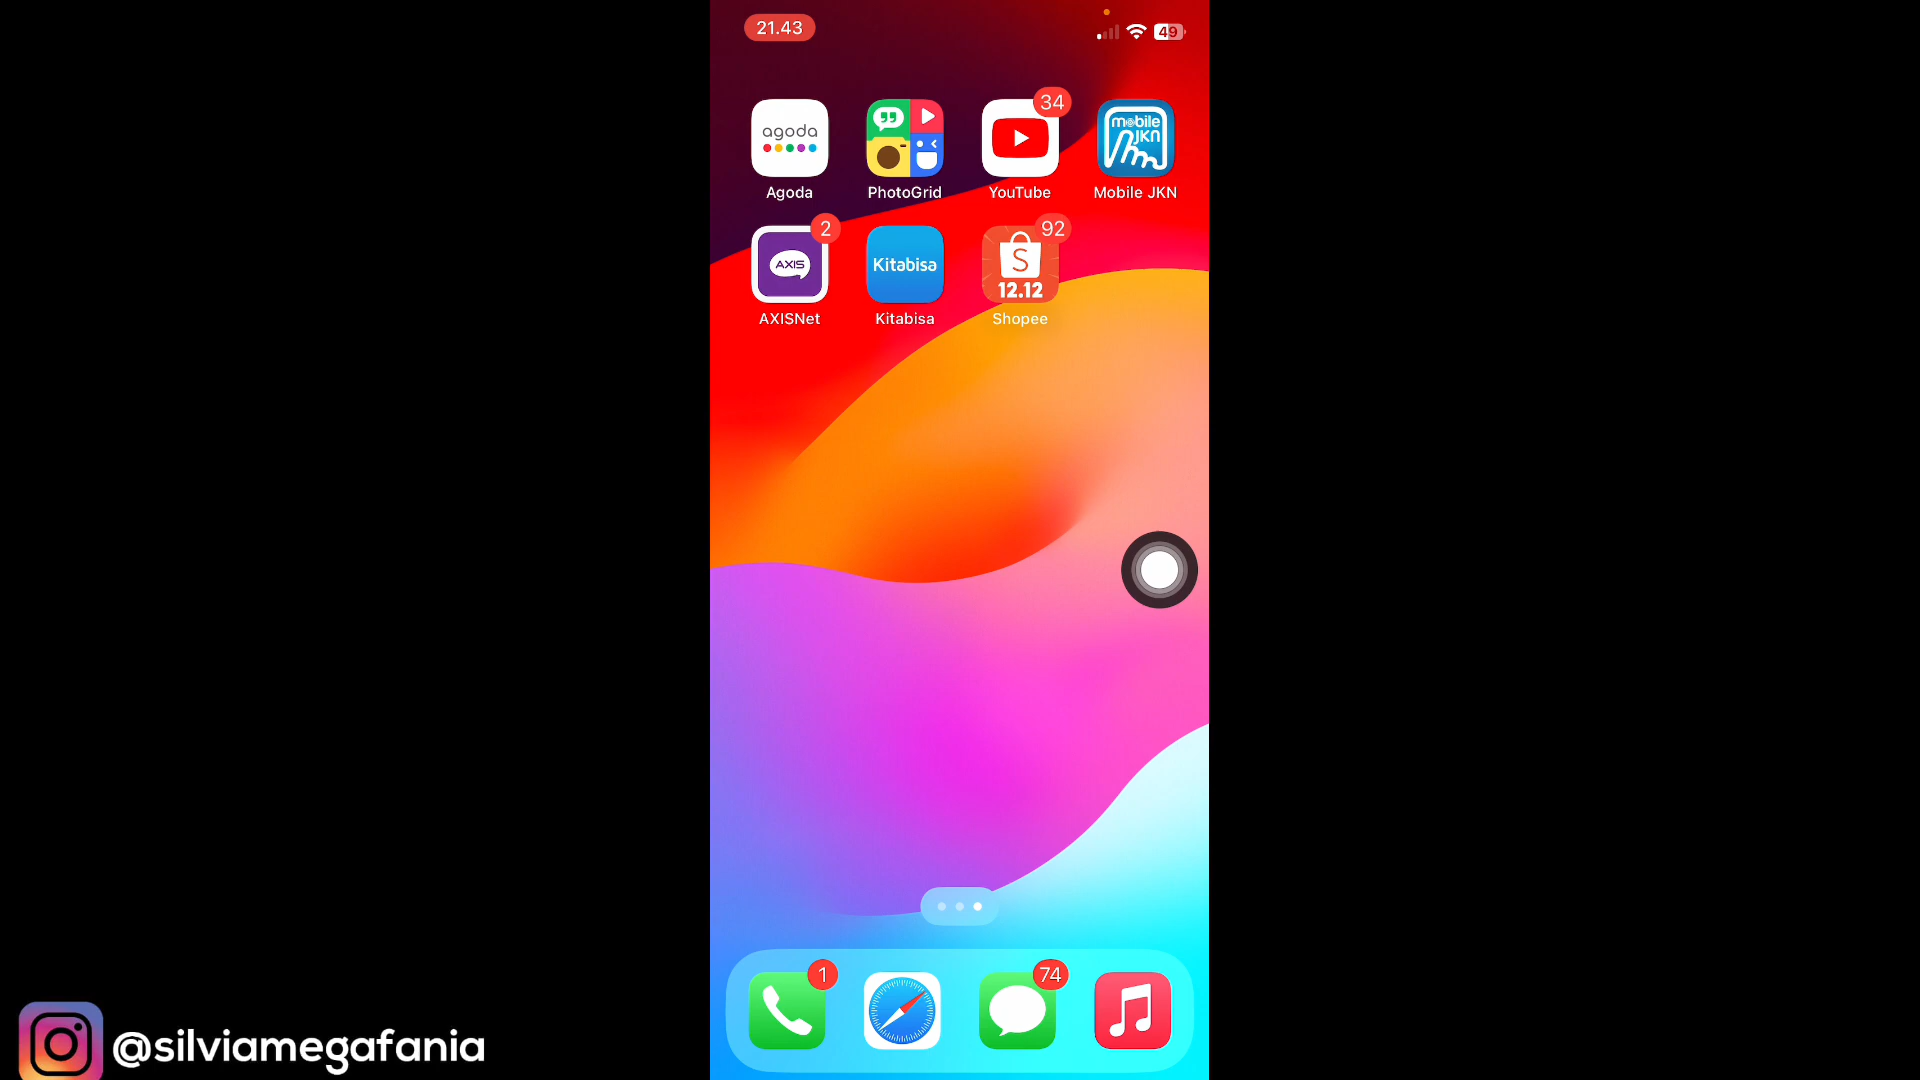 21.43
49
34
agoda
mobile
JKN
Agoda
PhotoGrid
YouTube
Mobile JKN
2
92
AXIS
Kitabisa
S
12.12
AXISNet
Kitabisa
Shopee
1
74
@silviamegafania